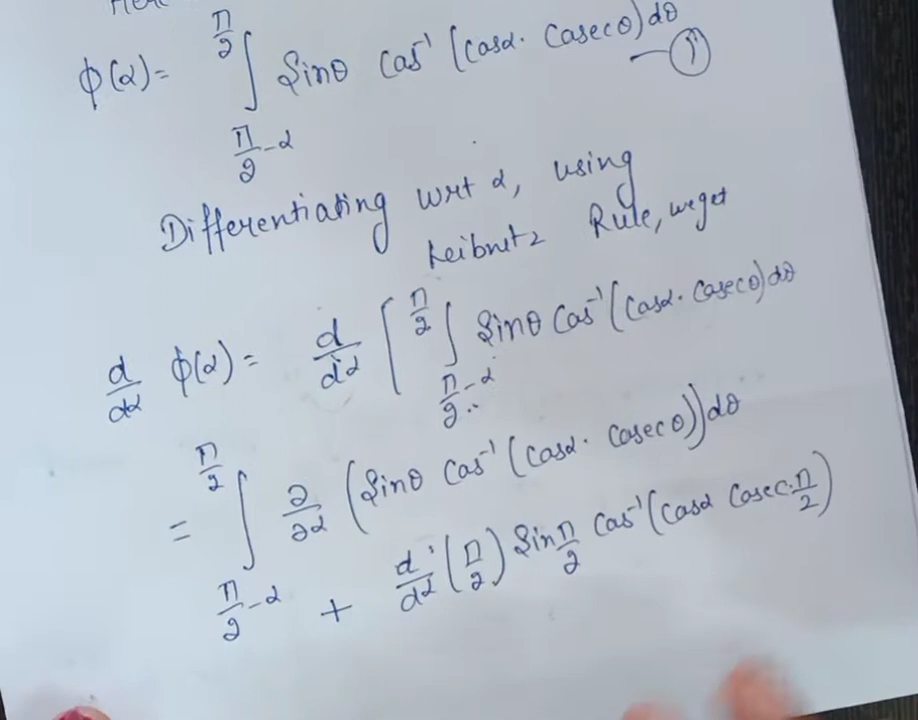 φ(α) = ∫_{π/2 - α}^{π/2} Sinθ Cos⁻¹ (Cosα. Cosecθ) dθ — ①
Differentiating wrt α, using
Leibnitz Rule, we get
d/dα φ(α) = d/dα [ ∫_{π/2 - α}^{π/2} Sinθ Cos⁻¹ (Cosα. Cosecθ) dθ
= ∫_{π/2 - α}^{π/2} ∂/∂α (Sinθ Cos⁻¹ (Cosα. Cosecθ)) dθ
+ d/dα (π/2) Sin π/2 Cos⁻¹ (Cosα Cosec. π/2)